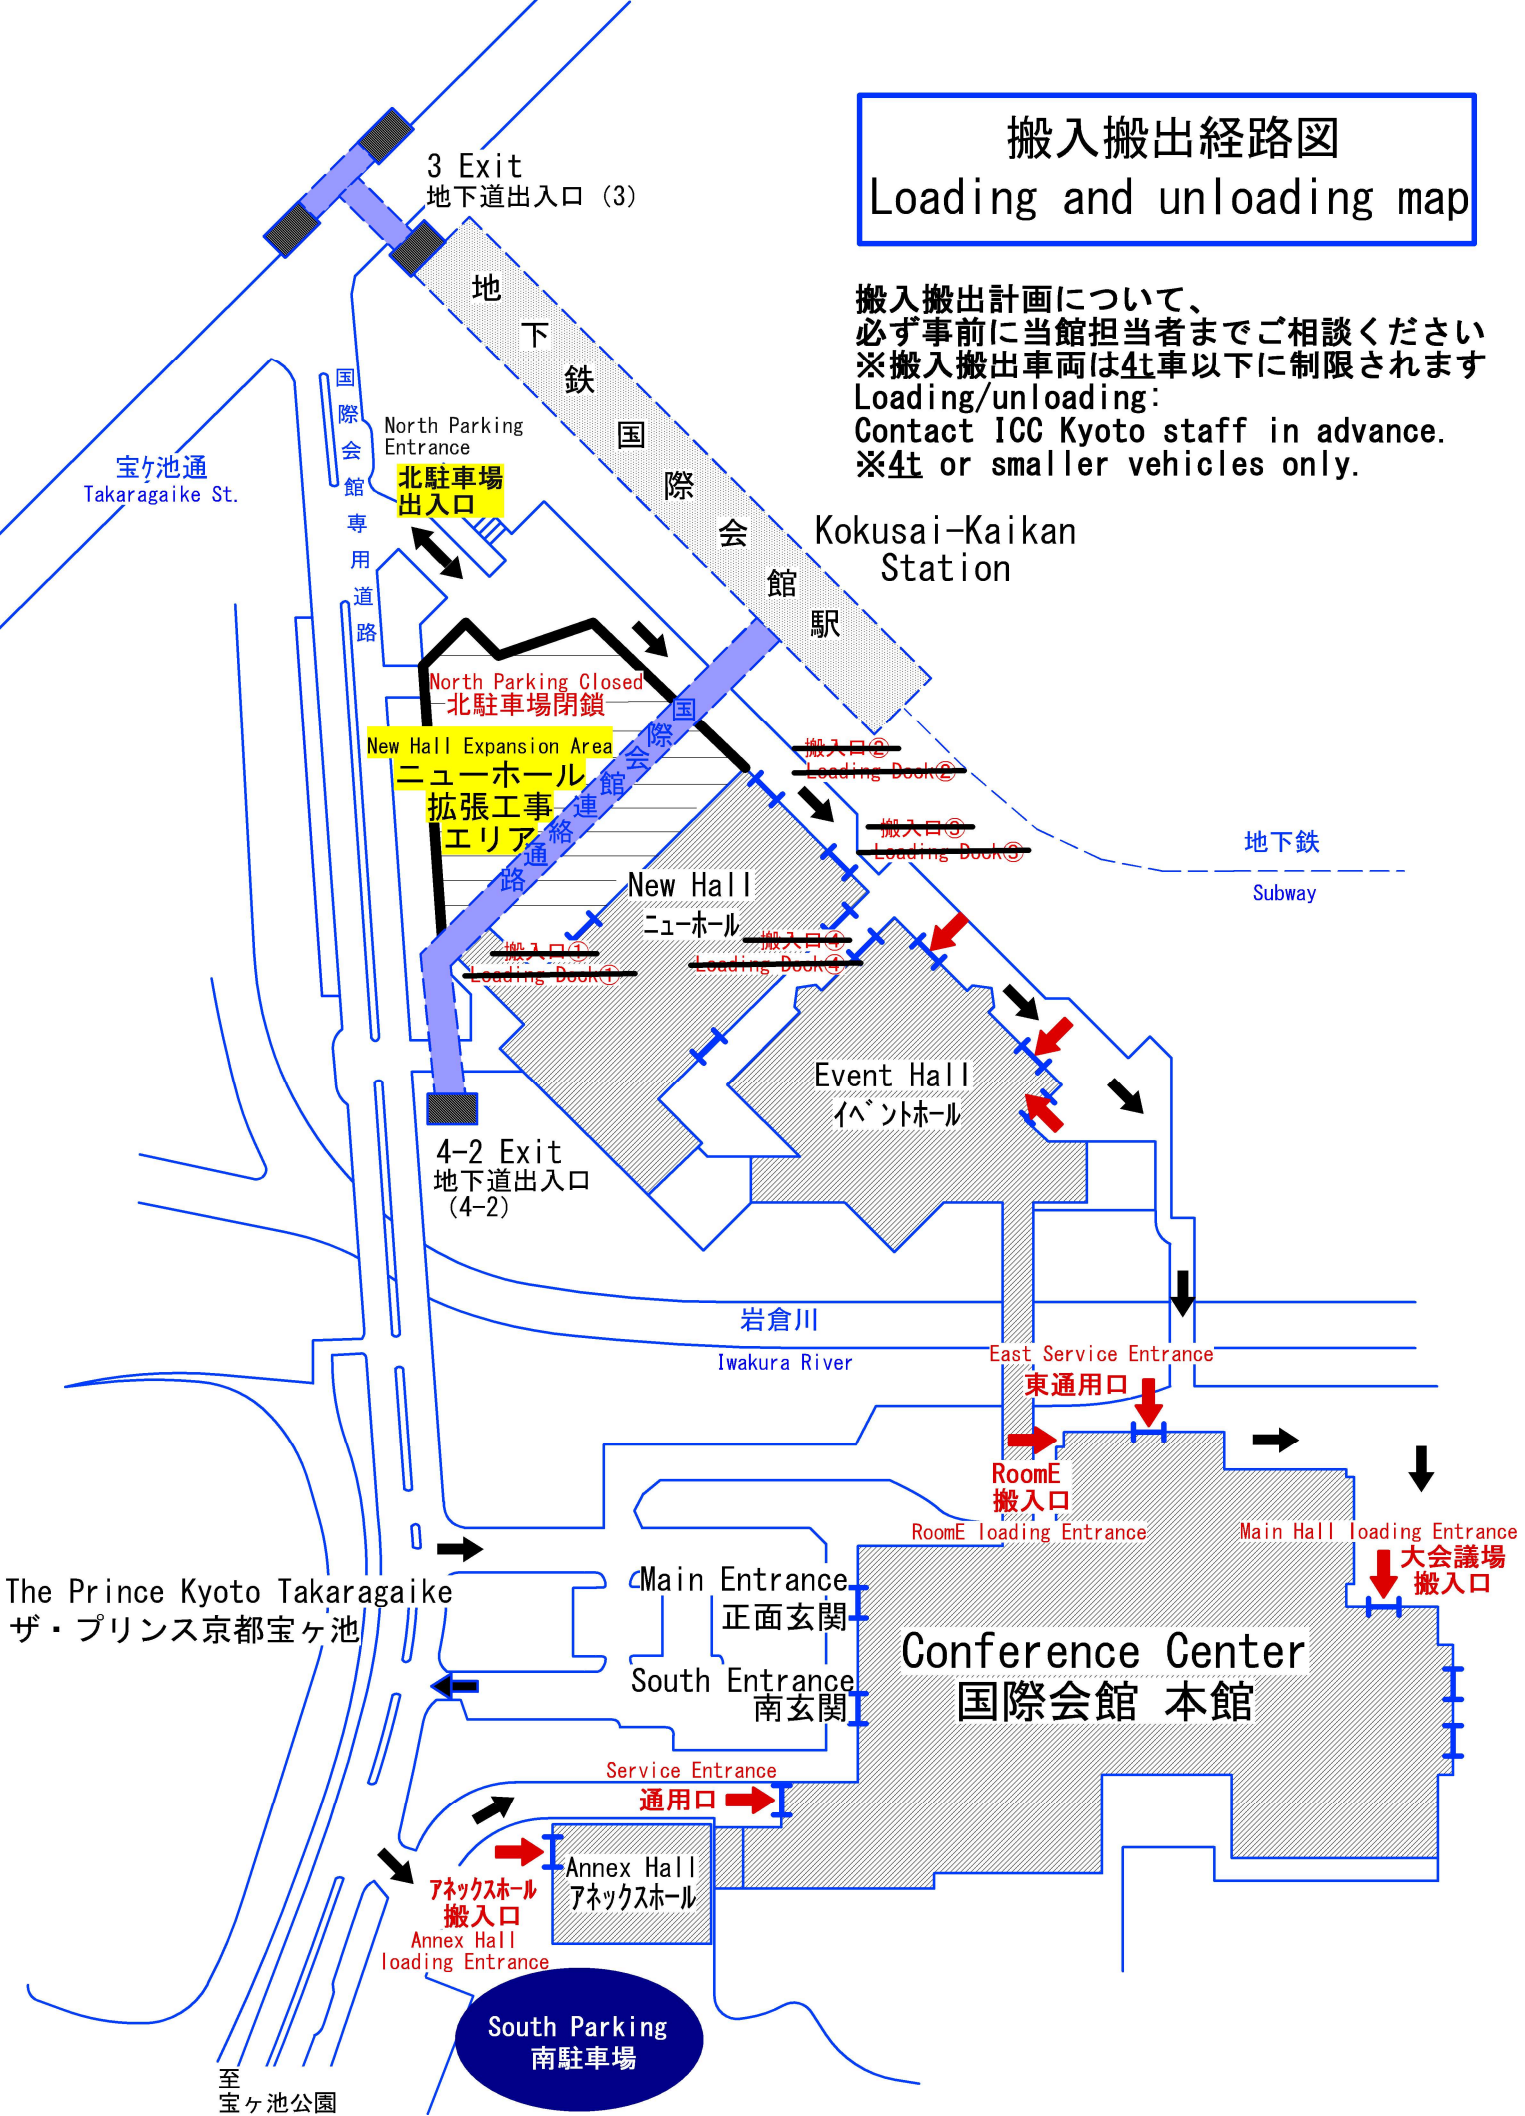 搬入搬出経路図
Loading and unloading map
3 Exit
地下道出入口 (3)
搬入搬出計画について、
必ず事前に当館担当者までご相談ください
※搬入搬出車両は4t車以下に制限されます
Loading/unloading:
Contact ICC Kyoto staff in advance.
※4t or smaller vehicles only.
地下鉄国際会館駅
Kokusai-Kaikan
Station
国際会館専用道路
North Parking
Entrance
北駐車場
出入口
宝ケ池通
Takaragaike St.
North Parking Closed
北駐車場閉鎖
New Hall Expansion Area
ニューホール
拡張工事
エリア
国際会館連絡通路
搬入口②
Loading Dock②
搬入口③
Loading Dock③
地下鉄
Subway
New Hall
ニューホール
搬入口④
Loading Dock④
搬入口①
Loading Dock①
Event Hall
イベントホール
4-2 Exit
地下道出入口
(4-2)
岩倉川
Iwakura River
East Service Entrance
東通用口
RoomE
搬入口
RoomE loading Entrance
Main Hall loading Entrance
大会議場
搬入口
The Prince Kyoto Takaragaike
ザ・プリンス京都宝ヶ池
Main Entrance
正面玄関
South Entrance
南玄関
Conference Center
国際会館 本館
Service Entrance
通用口
Annex Hall
アネックスホール
アネックスホール
搬入口
Annex Hall
loading Entrance
South Parking
南駐車場
至
宝ヶ池公園